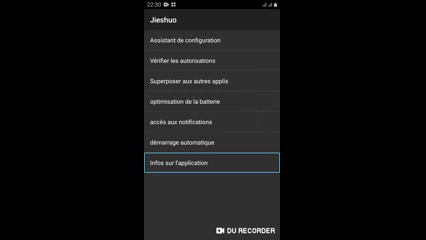 22:30
Jieshuo
Assistant de configuration
Vérifier les autorisations
Superposer aux autres applis
optimisation de la batterie
accès aux notifications
démarrage automatique
Infos sur l'application
DU RECORDER